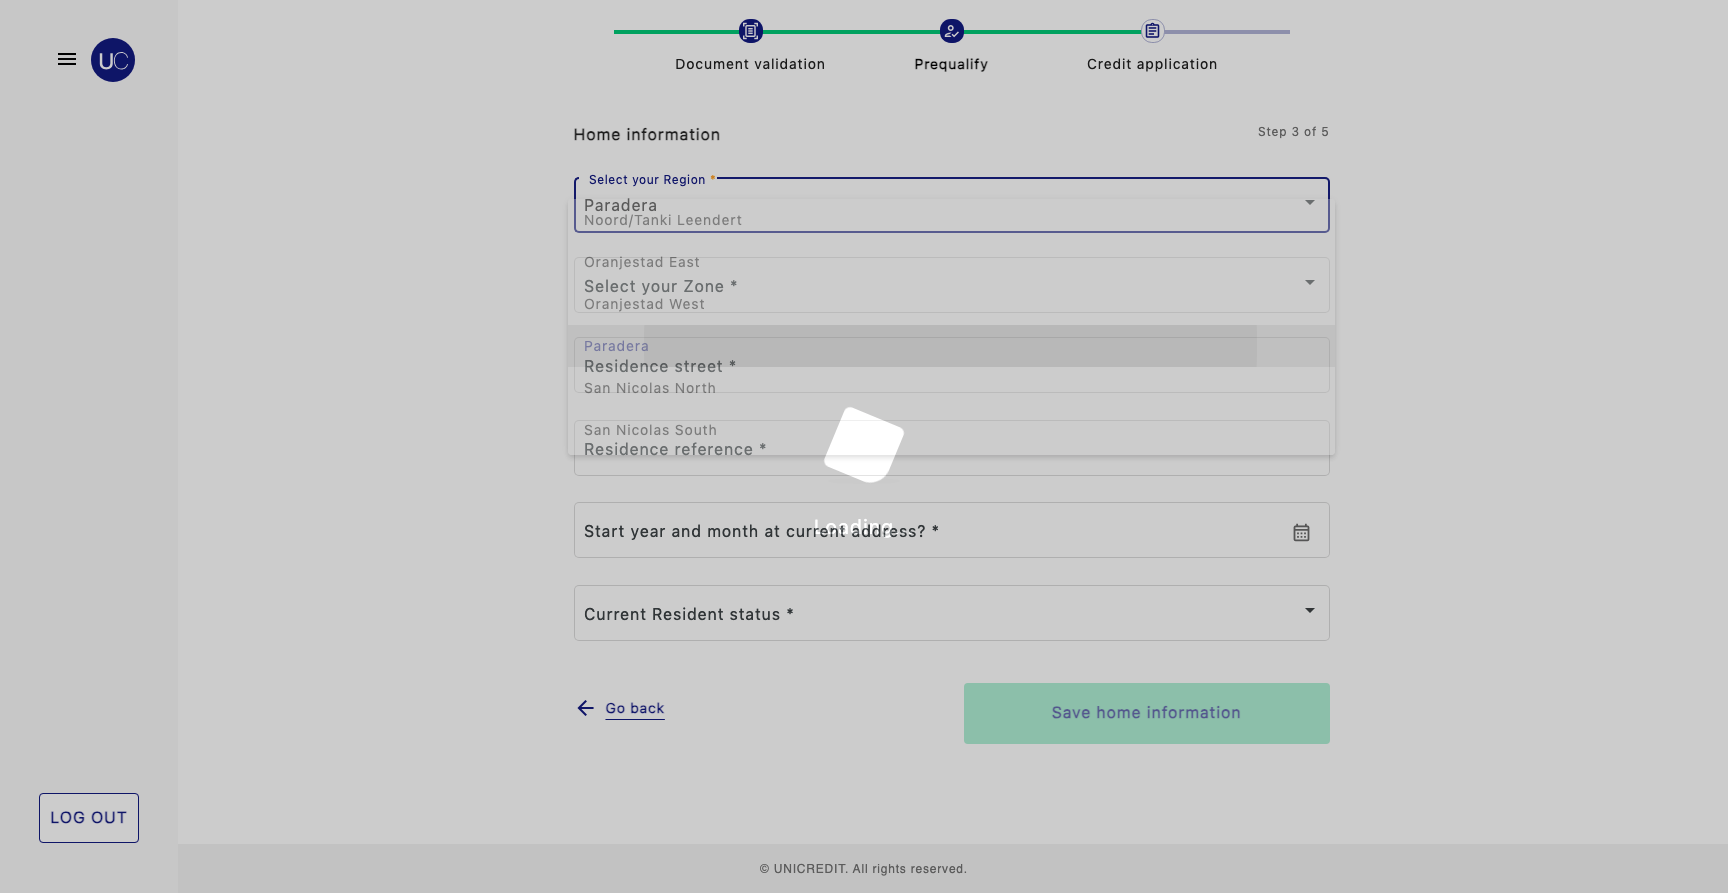 UC
Document validation
Prequalify
Credit application
Home information
Step 3 of 5
Select your Region *
Paradera
Noord/Tanki Leendert
Oranjestad East
Select your Zone *
Oranjestad West
Paradera
Residence street *
San Nicolas North
San Nicolas South
Residence reference *
Loading
Start year and month at current address? *
Current Resident status *
Go back
Save home information
LOG OUT
© UNICREDIT. All rights reserved.